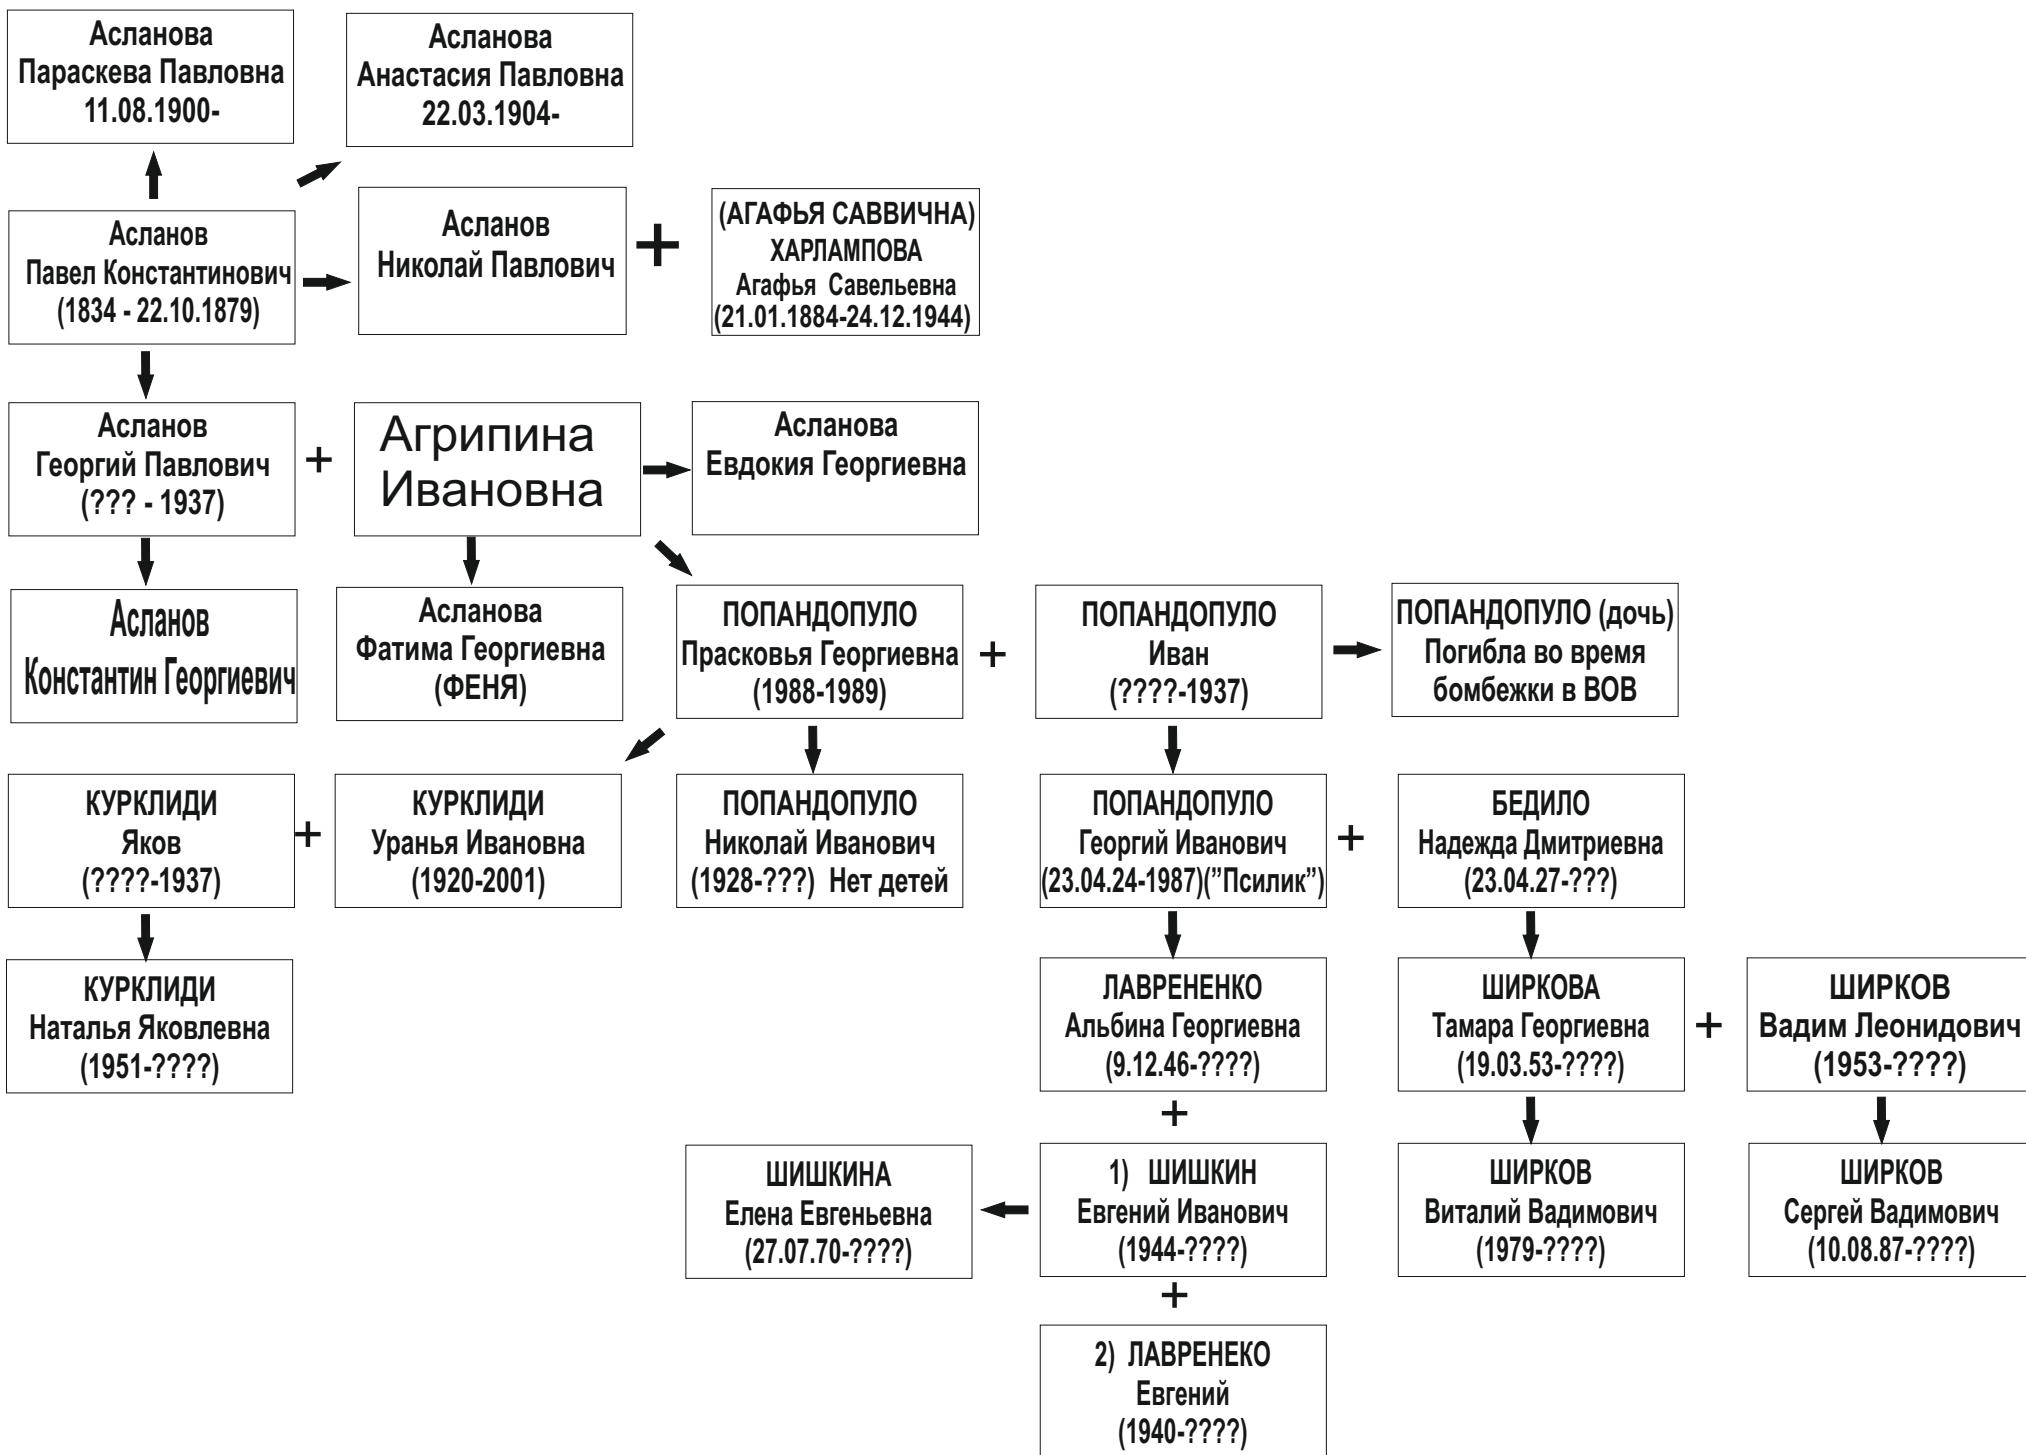 Асланова
Параскева Павловна
11.08.1900-
Асланова
Анастасия Павловна
22.03.1904-
Асланов
Павел Константинович
(1834 - 22.10.1879)
Асланов
Николай Павлович
+
(АГАФЬЯ САВВИЧНА)
ХАРЛАМПОВА
Агафья Савельевна
(21.01.1884-24.12.1944)
Асланов
Георгий Павлович
(??? - 1937)
+
Агрипина
Ивановна
Асланова
Евдокия Георгиевна
Асланов
Константин Георгиевич
Асланова
Фатима Георгиевна
(ФЕНЯ)
ПОПАНДОПУЛО
Прасковья Георгиевна
(1988-1989)
+
ПОПАНДОПУЛО
Иван
(????-1937)
ПОПАНДОПУЛО (дочь)
Погибла во время
бомбежки в ВОВ
КУРКЛИДИ
Яков
(????-1937)
+
КУРКЛИДИ
Уранья Ивановна
(1920-2001)
ПОПАНДОПУЛО
Николай Иванович
(1928-???) Нет детей
ПОПАНДОПУЛО
Георгий Иванович
(23.04.24-1987)("Псилик")
+
БЕДИЛО
Надежда Дмитриевна
(23.04.27-???)
КУРКЛИДИ
Наталья Яковлевна
(1951-????)
ЛАВРЕНЕНКО
Альбина Георгиевна
(9.12.46-????)
ШИРКОВА
Тамара Георгиевна
(19.03.53-????)
+
ШИРКОВ
Вадим Леонидович
(1953-????)
+
ШИШКИНА
Елена Евгеньевна
(27.07.70-????)
1) ШИШКИН
Евгений Иванович
(1944-????)
ШИРКОВ
Виталий Вадимович
(1979-????)
ШИРКОВ
Сергей Вадимович
(10.08.87-????)
+
2) ЛАВРЕНЕКО
Евгений
(1940-????)